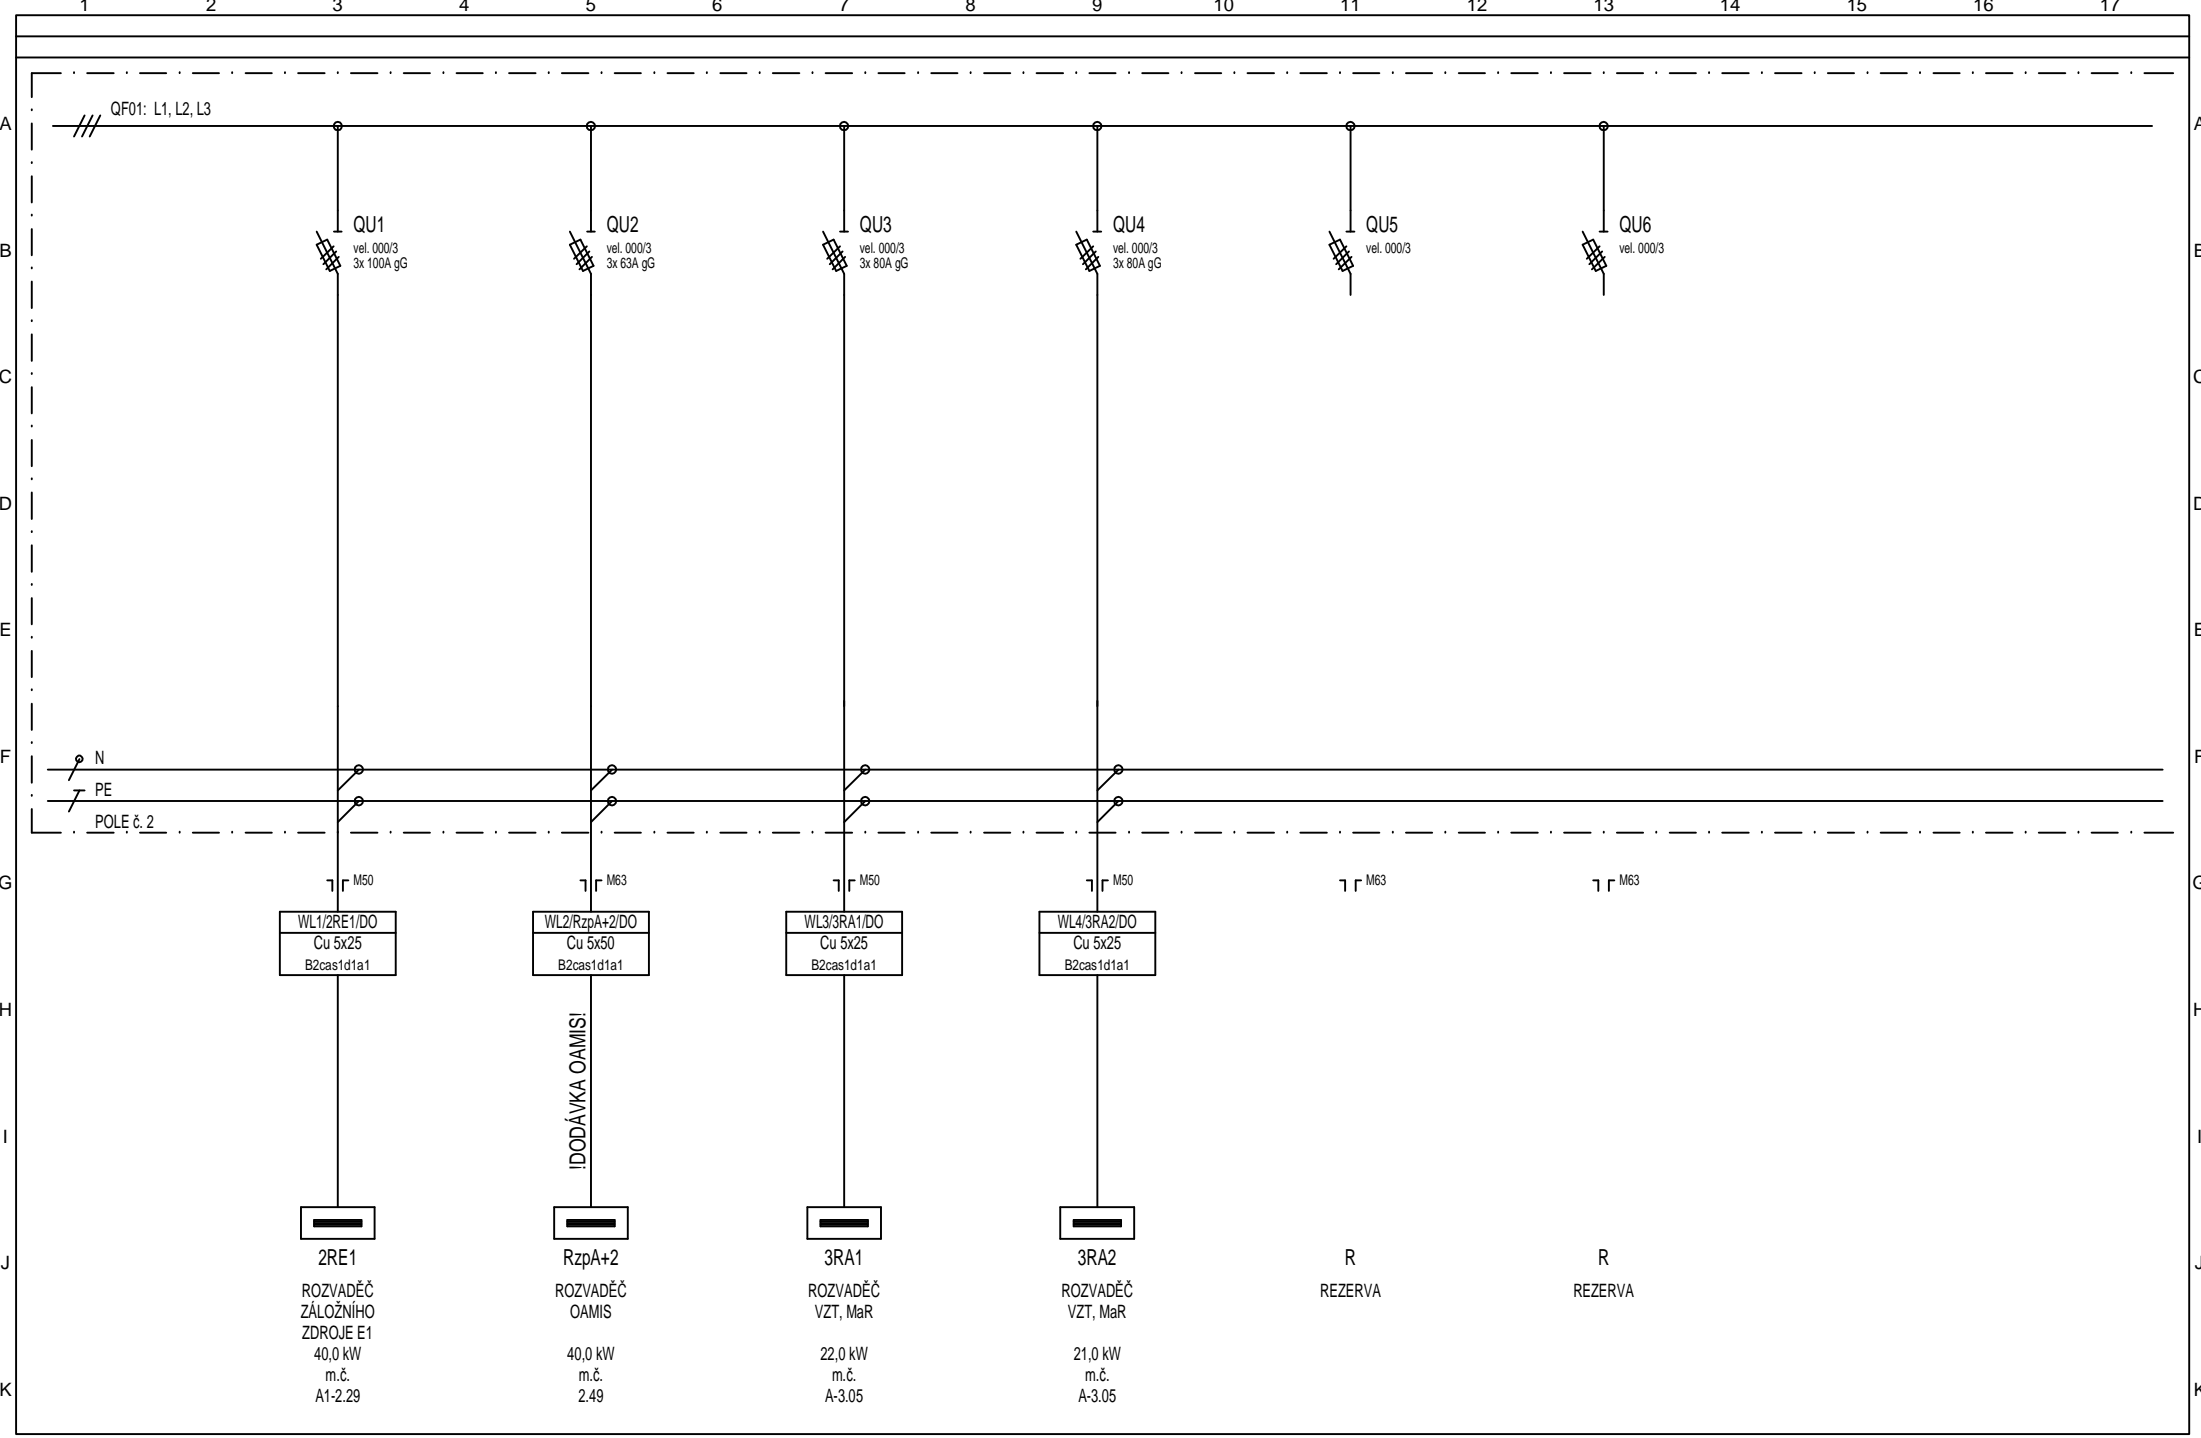 1 2 3 4 5 6 7 8 9 10 11 12 13 14 15 16 17
QF01: L1, L2, L3
A A
QU1 QU2 QU3 QU4 QU5 QU6
vel. 000/3 vel. 000/3 vel. 000/3 vel. 000/3 vel. 000/3 vel. 000/3
B B
3x 100A gG 3x 63A gG 3x 80A gG 3x 80A gG
C C
D D
E E
F N F
PE
POLE č. 2
G M50 M63 M50 M50 M63 M63 G
WL1/2RE1/DO WL2/RzpA+2/DO WL3/3RA1/DO WL4/3RA2/DO
Cu 5x25 Cu 5x50 Cu 5x25 Cu 5x25
B2cas1d1a1 B2cas1d1a1 B2cas1d1a1 B2cas1d1a1
H H
!DODÁVKA OAMIS!
I I
2RE1 RzpA+2 3RA1 3RA2 R R
J J
ROZVADĚČ ROZVADĚČ ROZVADĚČ ROZVADĚČ REZERVA REZERVA
ZÁLOŽNÍHO OAMIS VZT, MaR VZT, MaR
ZDROJE E1
40,0 kW 40,0 kW 22,0 kW 21,0 kW
m.č. m.č. m.č. m.č.
K A1-2.29 2.49 A-3.05 A-3.05 K